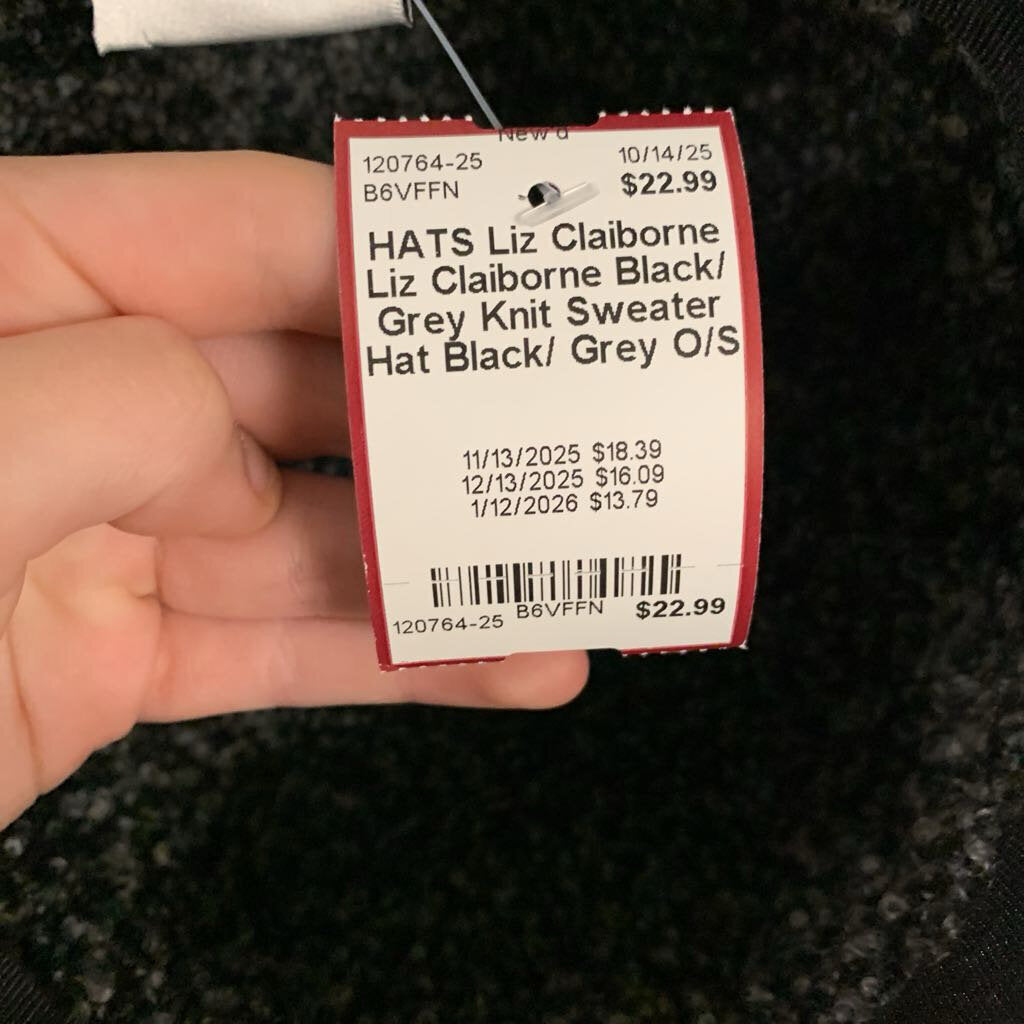 New'd
120764-25 10/14/25
B6VFFN $22.99
HATS Liz Claiborne
Liz Claiborne Black/
Grey Knit Sweater
Hat Black/ Grey O/S
11/13/2025 $18.39
12/13/2025 $16.09
1/12/2026 $13.79
120764-25 B6VFFN $22.99